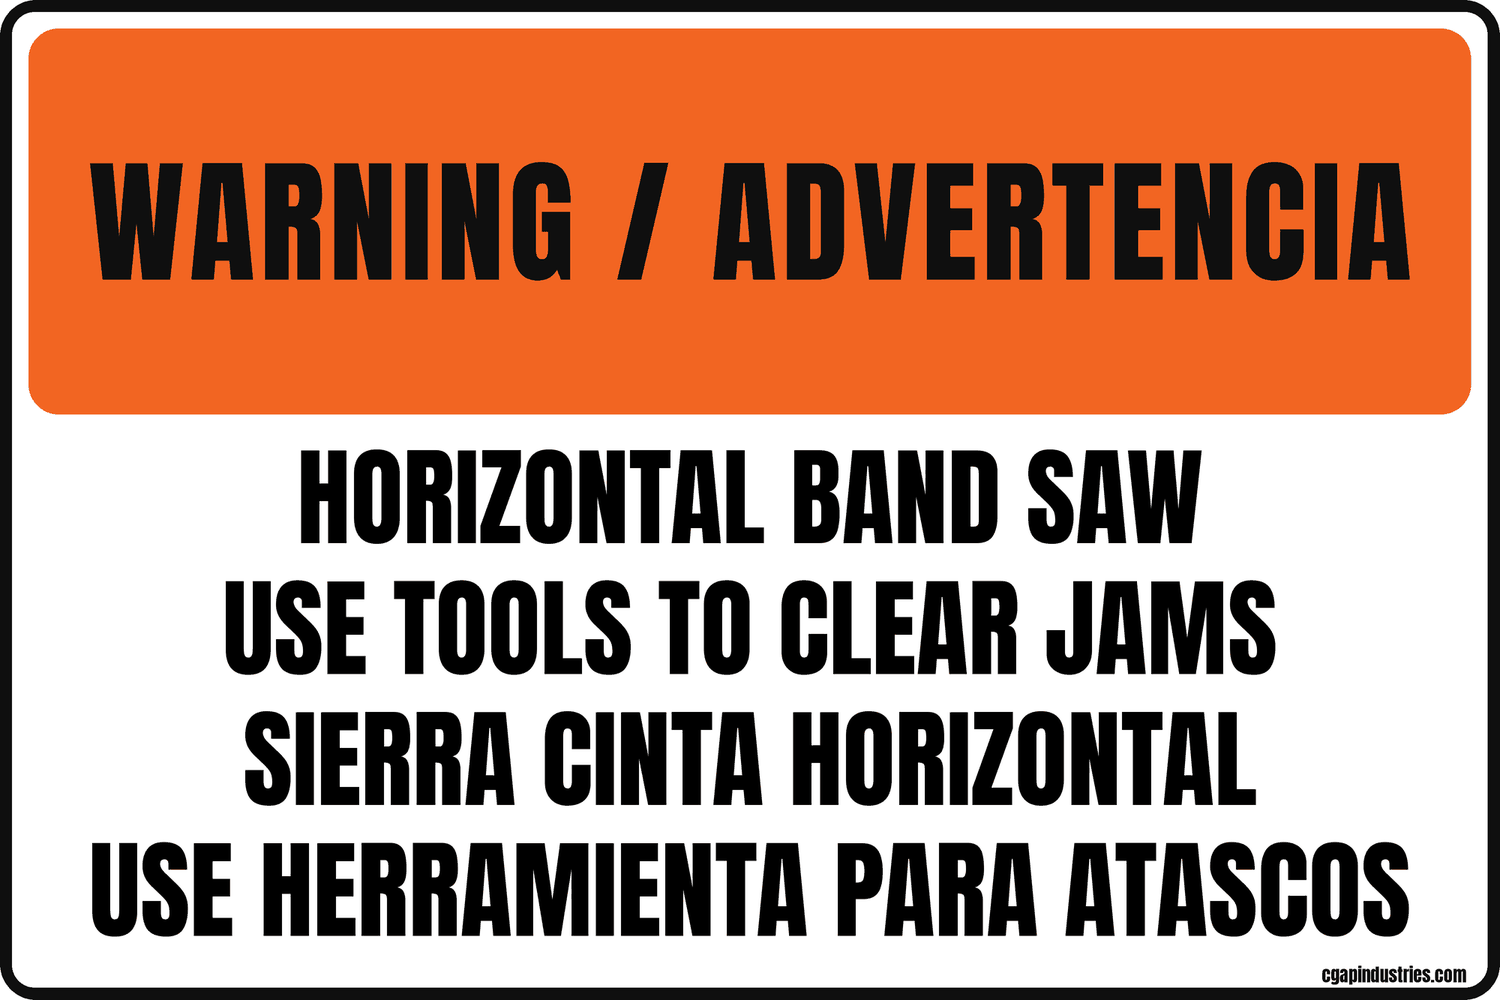 WARNING / ADVERTENCIA
HORIZONTAL BAND SAW
USE TOOLS TO CLEAR JAMS
SIERRA CINTA HORIZONTAL
USE HERRAMIENTA PARA ATASCOS
cgapindustries.com